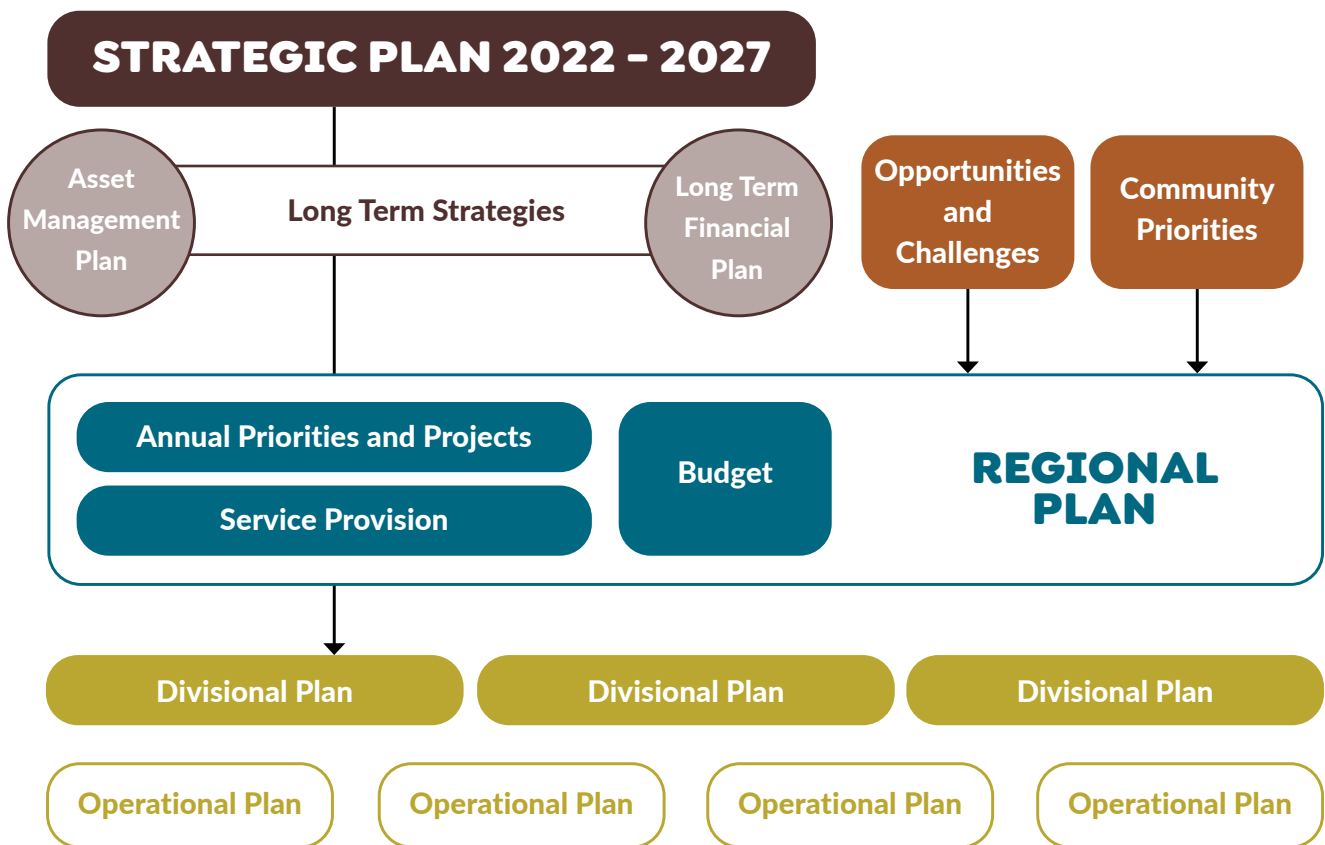 STRATEGIC PLAN 2022 – 2027
Asset
Management
Plan
Long Term Strategies
Long Term
Financial
Plan
Opportunities
and
Challenges
Community
Priorities
Annual Priorities and Projects
Service Provision
Budget
REGIONAL
PLAN
Divisional Plan
Divisional Plan
Divisional Plan
Operational Plan
Operational Plan
Operational Plan
Operational Plan